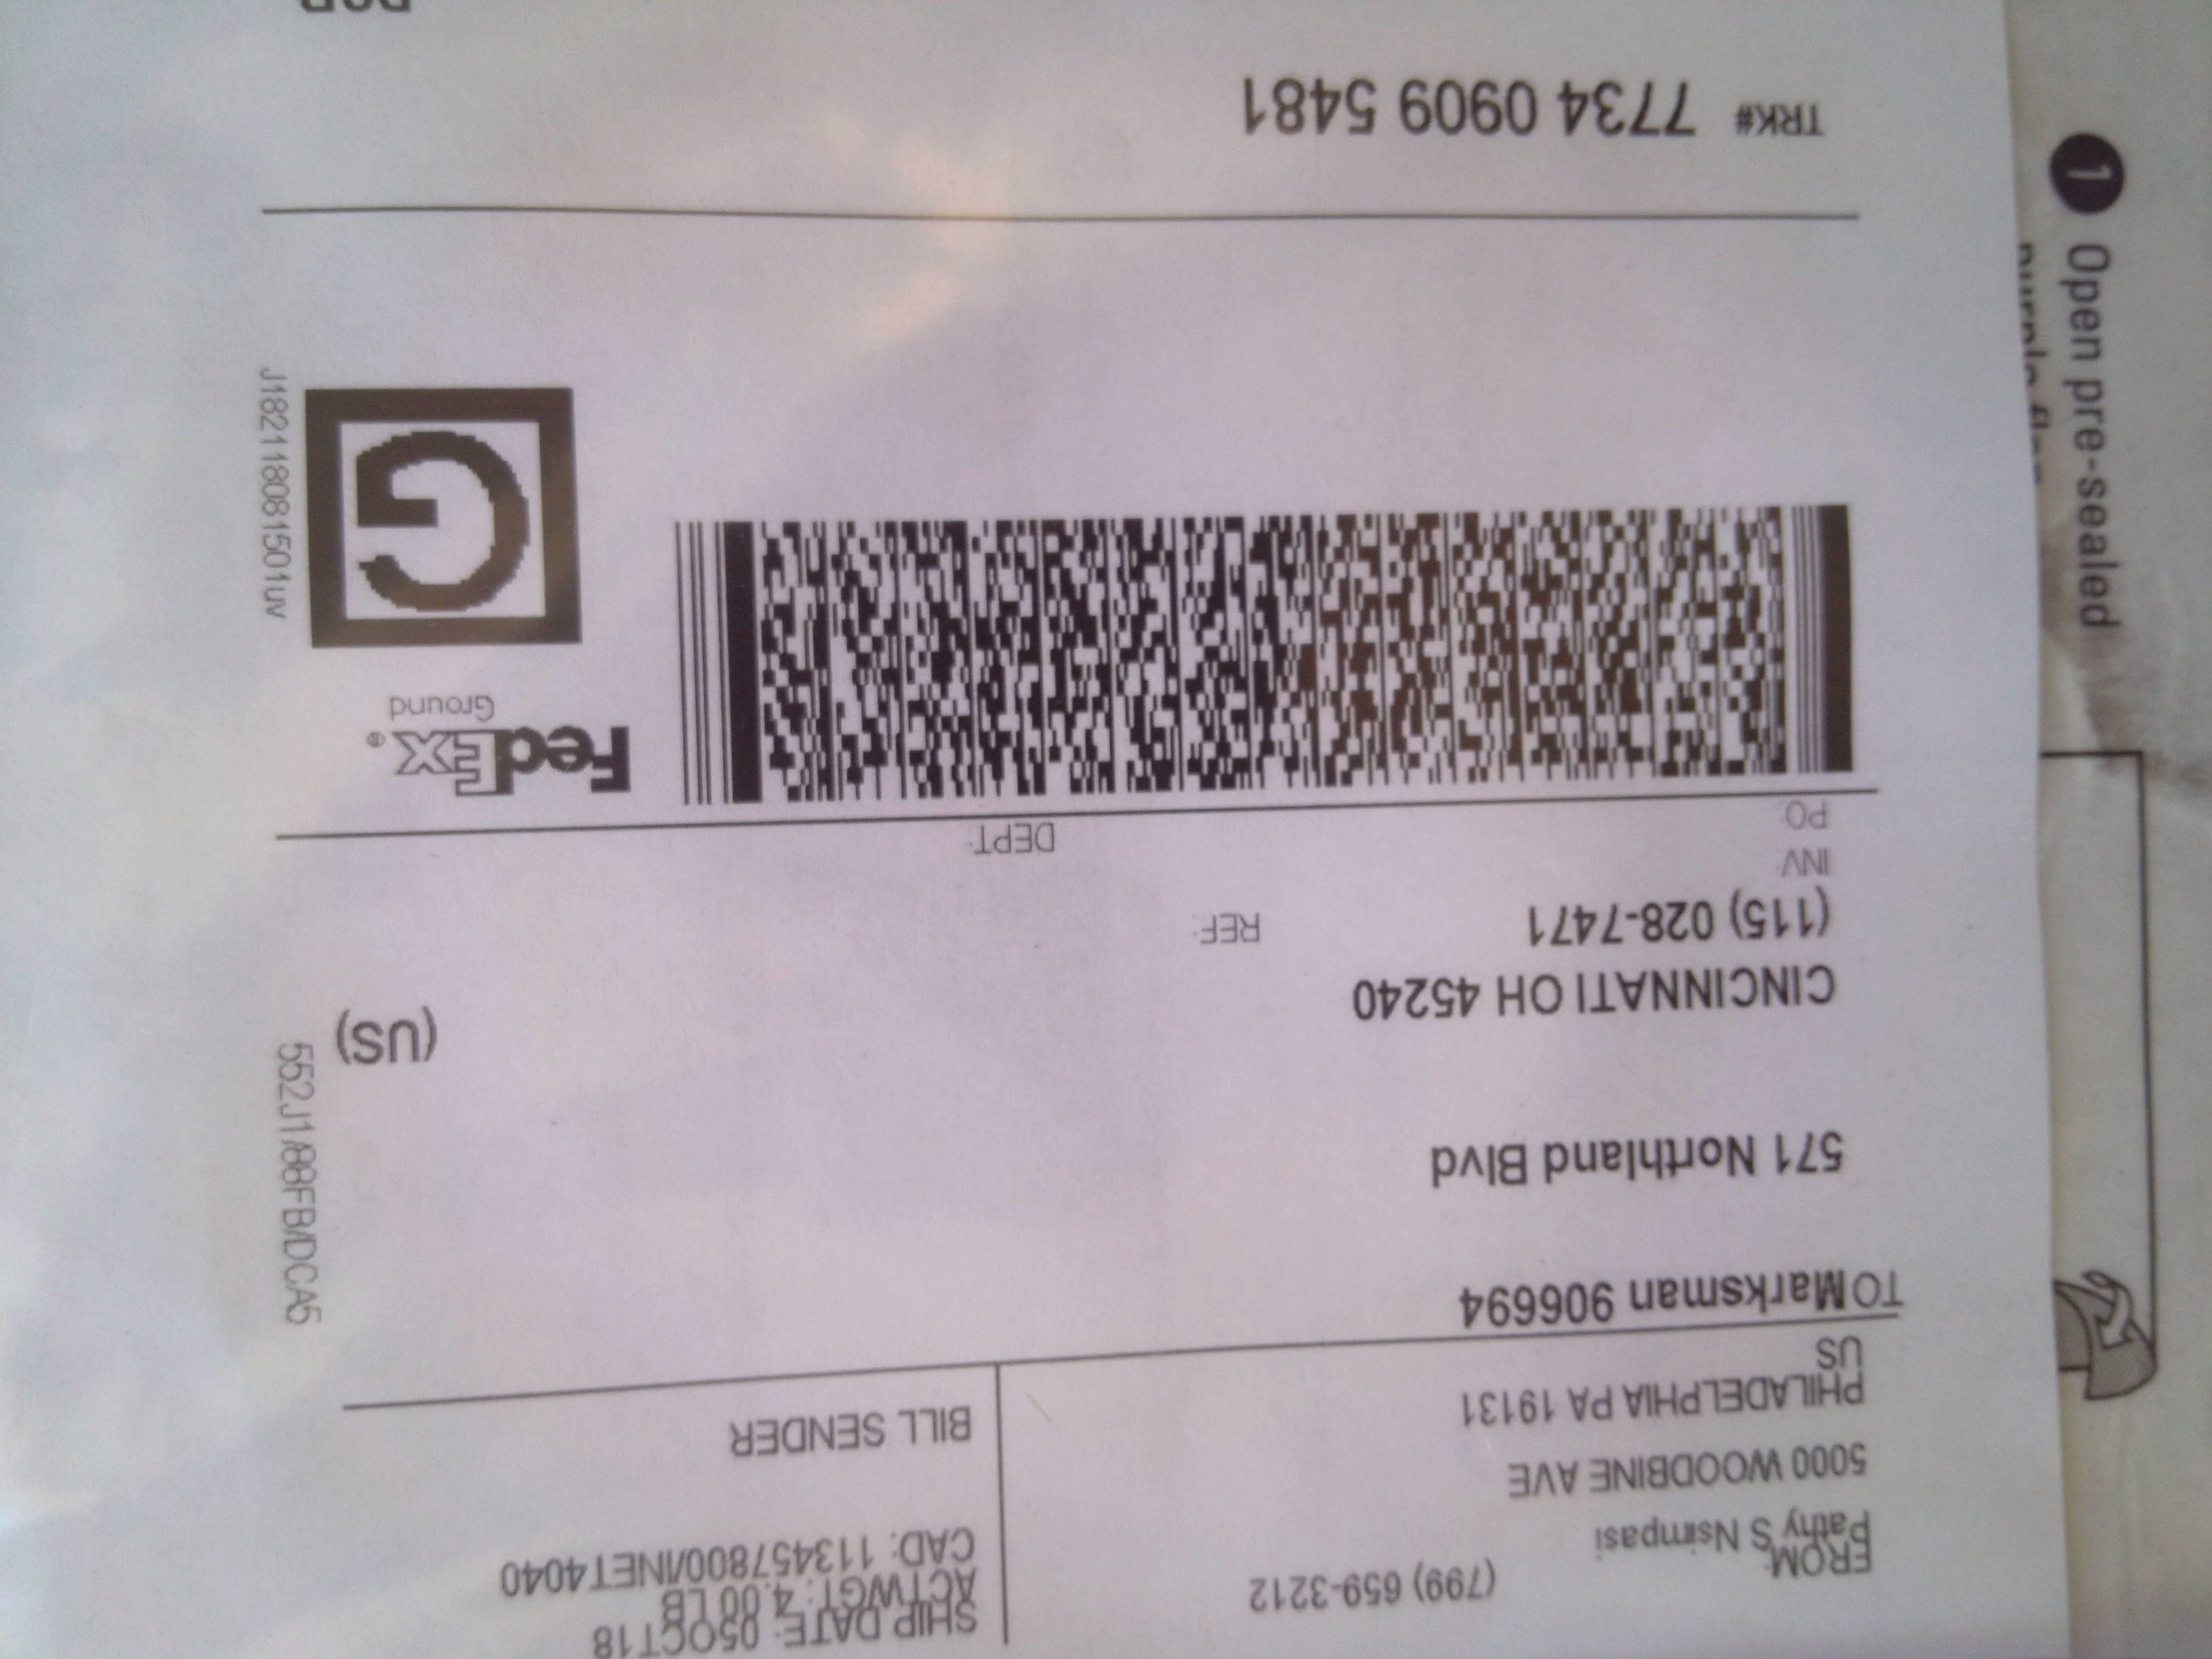 FROM: (799) 659-3212
Pathy S Nsimpasi
5000 WOODBINE AVE
PHILADELPHIA PA 19131
US
SHIP DATE: 05OCT18
ACTWGT: 4.00 LB
CAD: 113457800/INET4040
BILL SENDER
TO Marksman 906694
571 Northland Blvd
CINCINNATI OH 45240
(US)
(115) 028-7471
REF:
INV:
PO:
DEPT:
552J1/88FB/DCA5
FedEx®
Ground
G
J182118081501uv
TRK# 7734 0909 5481
1 Open pre-sealed